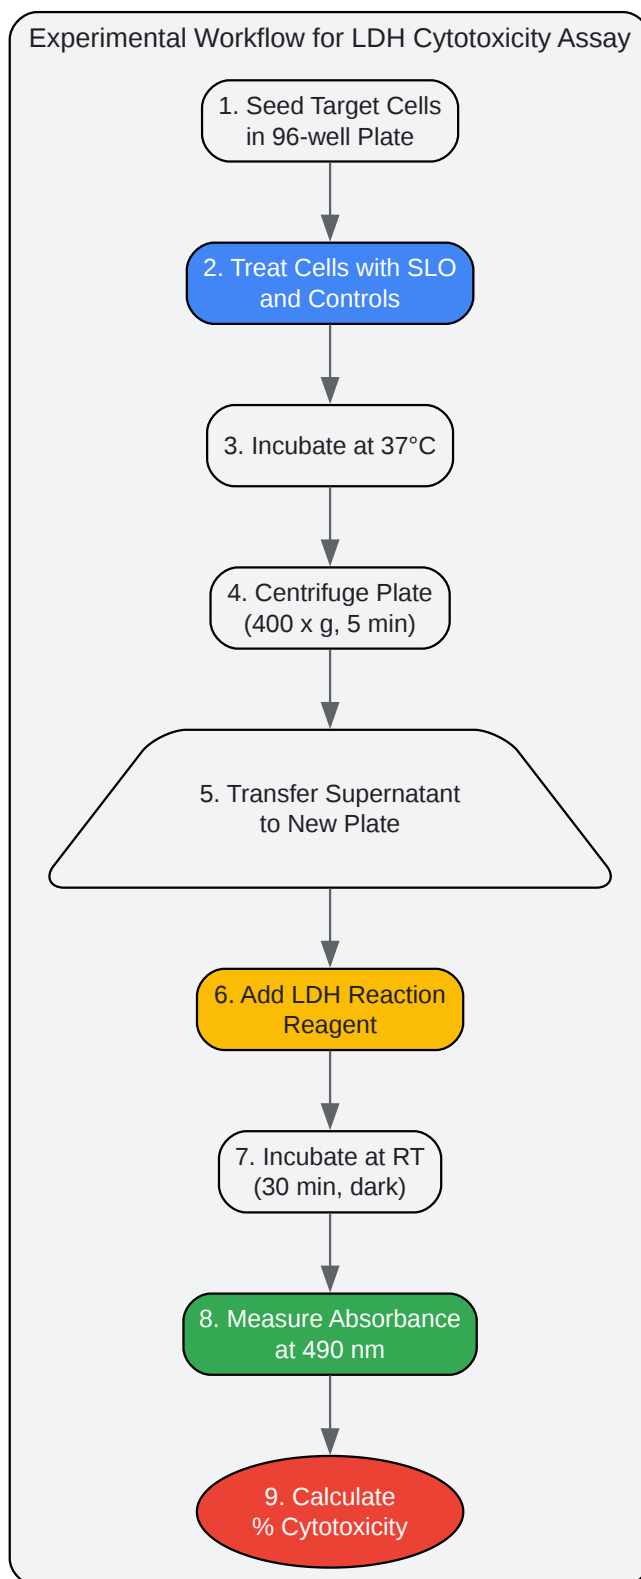 Experimental Workflow for LDH Cytotoxicity Assay
1. Seed Target Cells
in 96-well Plate
2. Treat Cells with SLO
and Controls
3. Incubate at 37°C
4. Centrifuge Plate
(400 x g, 5 min)
5. Transfer Supernatant
to New Plate
6. Add LDH Reaction
Reagent
7. Incubate at RT
(30 min, dark)
8. Measure Absorbance
at 490 nm
9. Calculate
% Cytotoxicity